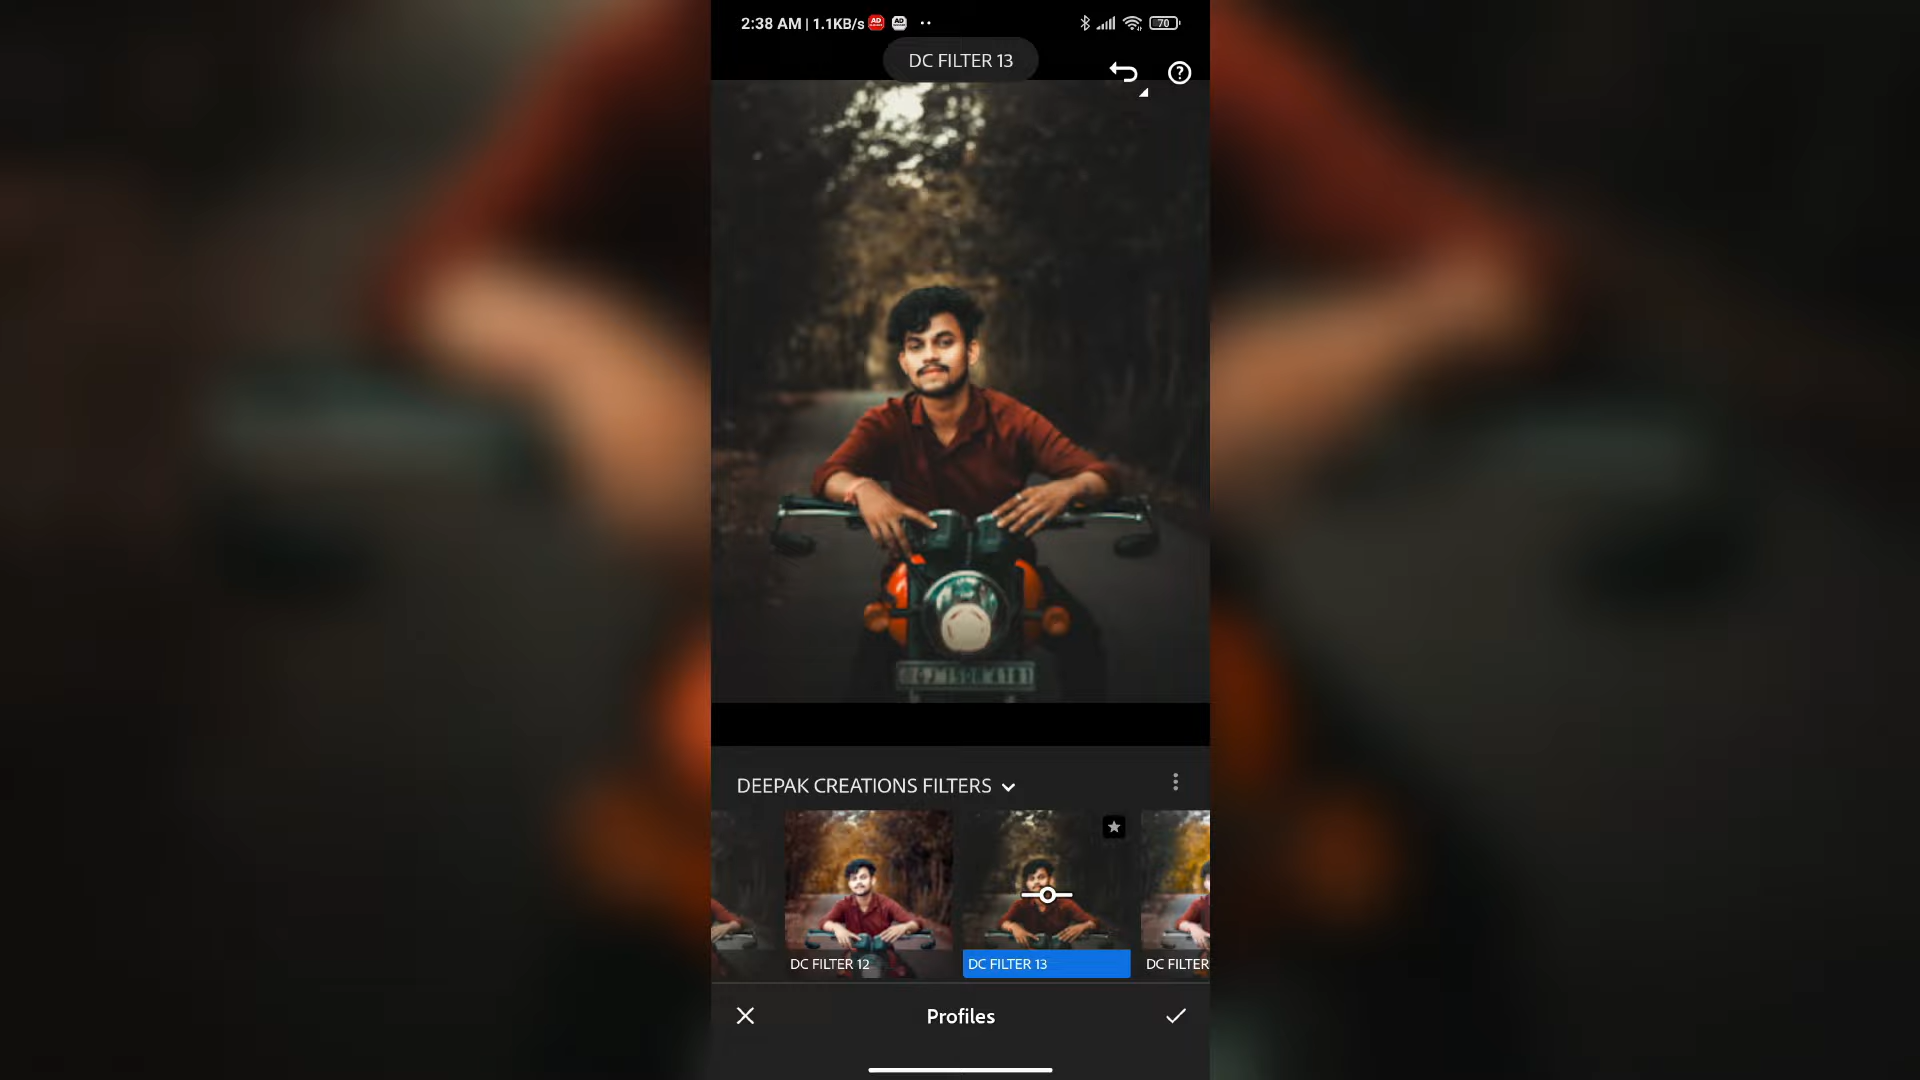 2:38 AM | 1.1KB/s
70
DC FILTER 13
DEEPAK CREATIONS FILTERS
DC FILTER 12
DC FILTER 13
DC FILTER
Profiles